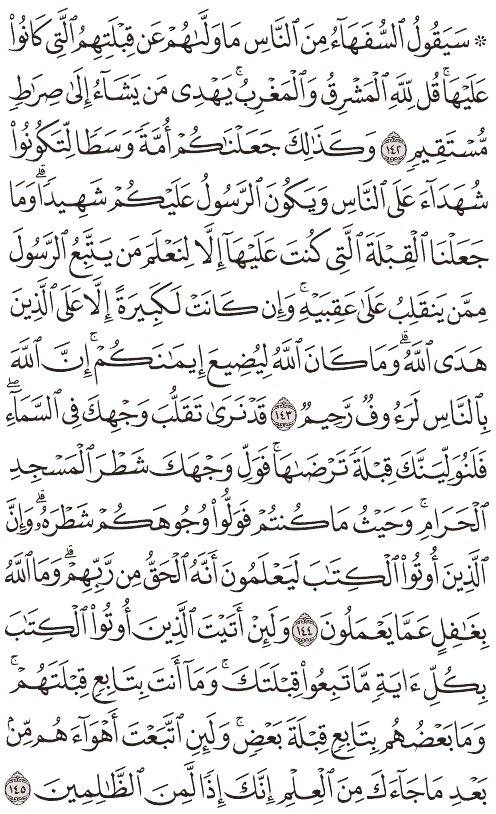 ۞ سَيَقُولُ ٱلسُّفَهَآءُ مِنَ ٱلنَّاسِ مَا وَلَّىٰهُمْ عَن قِبْلَتِهِمُ ٱلَّتِى كَانُوا۟
عَلَيْهَا ۚ قُل لِّلَّهِ ٱلْمَشْرِقُ وَٱلْمَغْرِبُ ۚ يَهْدِى مَن يَشَآءُ إِلَىٰ صِرَٰطٍ
مُّسْتَقِيمٍ ١٤٢ وَكَذَٰلِكَ جَعَلْنَٰكُمْ أُمَّةً وَسَطًا لِّتَكُونُوا۟
شُهَدَآءَ عَلَى ٱلنَّاسِ وَيَكُونَ ٱلرَّسُولُ عَلَيْكُمْ شَهِيدًا ۗ وَمَا
جَعَلْنَا ٱلْقِبْلَةَ ٱلَّتِى كُنتَ عَلَيْهَآ إِلَّا لِنَعْلَمَ مَن يَتَّبِعُ ٱلرَّسُولَ
مِمَّن يَنقَلِبُ عَلَىٰ عَقِبَيْهِ ۚ وَإِن كَانَتْ لَكَبِيرَةً إِلَّا عَلَى ٱلَّذِينَ
هَدَى ٱللَّهُ ۗ وَمَا كَانَ ٱللَّهُ لِيُضِيعَ إِيمَٰنَكُمْ ۚ إِنَّ ٱللَّهَ
بِٱلنَّاسِ لَرَءُوفٌ رَّحِيمٌ ١٤٣ قَدْ نَرَىٰ تَقَلُّبَ وَجْهِكَ فِى ٱلسَّمَآءِ ۖ
فَلَنُوَلِّيَنَّكَ قِبْلَةً تَرْضَىٰهَا ۚ فَوَلِّ وَجْهَكَ شَطْرَ ٱلْمَسْجِدِ
ٱلْحَرَامِ ۚ وَحَيْثُ مَا كُنتُمْ فَوَلُّوا۟ وُجُوهَكُمْ شَطْرَهُۥ ۗ وَإِنَّ
ٱلَّذِينَ أُوتُوا۟ ٱلْكِتَٰبَ لَيَعْلَمُونَ أَنَّهُ ٱلْحَقُّ مِن رَّبِّهِمْ ۗ وَمَا ٱللَّهُ
بِغَٰفِلٍ عَمَّا يَعْمَلُونَ ١٤٤ وَلَئِنْ أَتَيْتَ ٱلَّذِينَ أُوتُوا۟ ٱلْكِتَٰبَ
بِكُلِّ ءَايَةٍ مَّا تَبِعُوا۟ قِبْلَتَكَ ۚ وَمَآ أَنتَ بِتَابِعٍ قِبْلَتَهُمْ ۚ
وَمَا بَعْضُهُم بِتَابِعٍ قِبْلَةَ بَعْضٍ ۚ وَلَئِنِ ٱتَّبَعْتَ أَهْوَآءَهُم مِّنۢ
بَعْدِ مَا جَآءَكَ مِنَ ٱلْعِلْمِ إِنَّكَ إِذًا لَّمِنَ ٱلظَّٰلِمِينَ ١٤٥